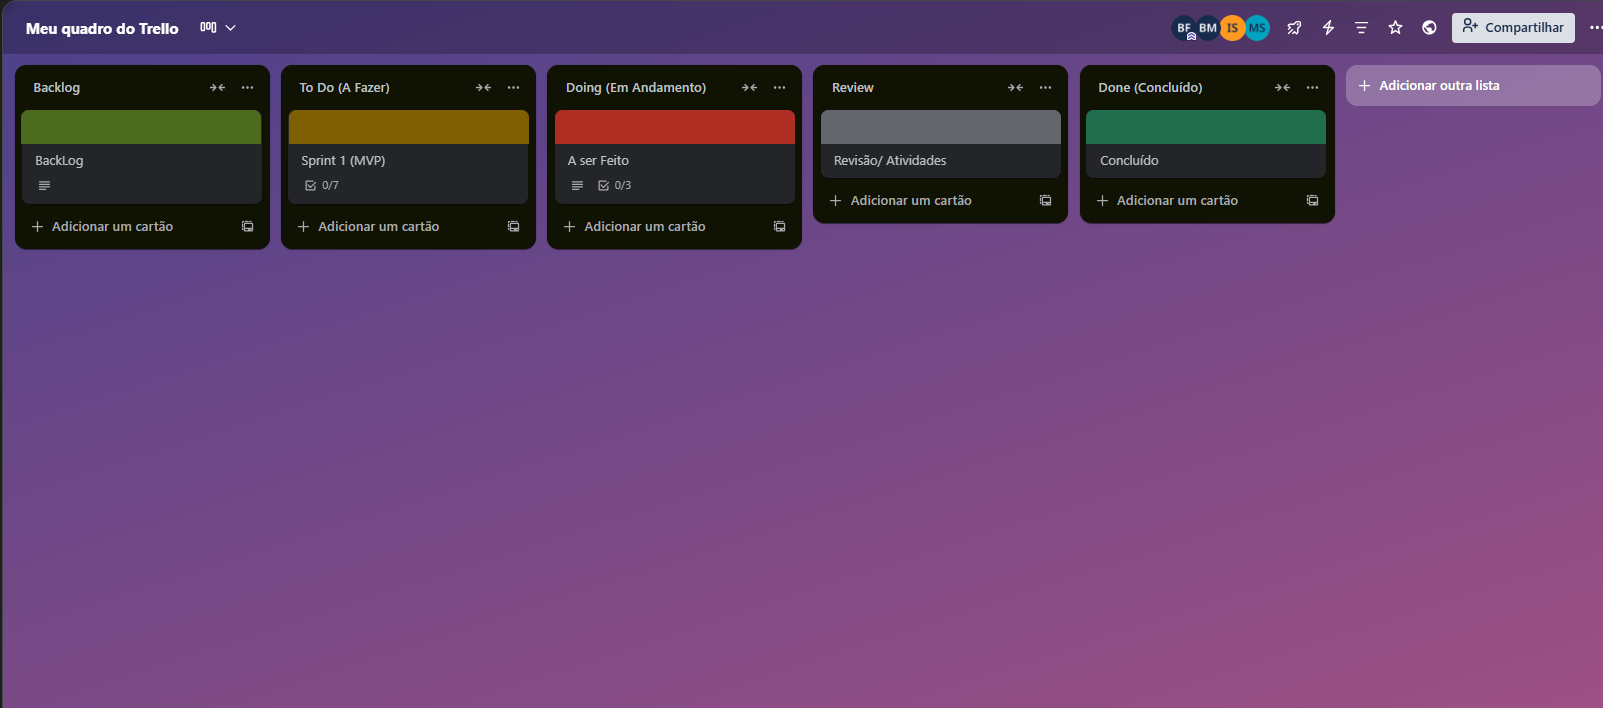 Meu quadro do Trello
BF BM IS MS
Compartilhar
Backlog
BackLog
Adicionar um cartão
To Do (A Fazer)
Sprint 1 (MVP)
0/7
Adicionar um cartão
Doing (Em Andamento)
A ser Feito
0/3
Adicionar um cartão
Review
Revisão/ Atividades
Adicionar um cartão
Done (Concluído)
Concluído
Adicionar um cartão
Adicionar outra lista